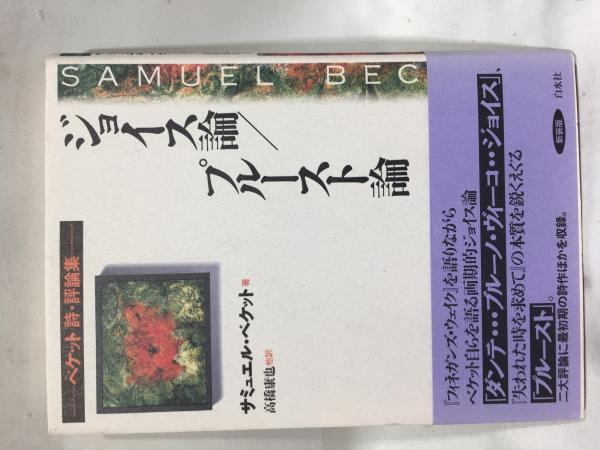 SAMUEL BEC
ジョイス論／
プルースト論
ベケット 詩・評論集
サミュエル・ベケット 著
高橋康也 他訳
『フィネガンズ・ウェイク』を語りながら
ベケット自らを語る画期的ジョイス論
「ダンテ…ブルーノ・ヴィーコ‥ジョイス」、
『失われた時を求めて』の本質を鋭くえぐる
「プルースト」。
二大評論に最初期の詩作ほかを収録。
新装版
白水社